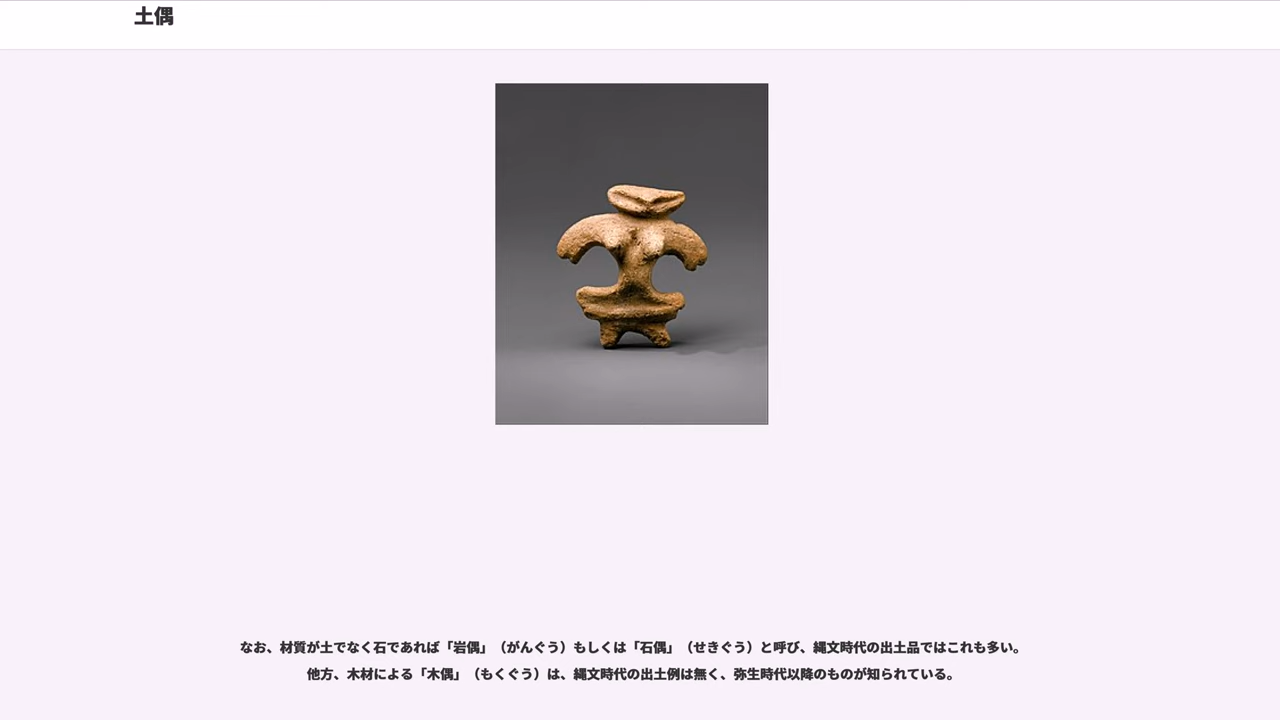 土偶
なお、材質が土でなく石であれば「岩偶」（がんぐう）もしくは「石偶」（せきぐう）と呼び、縄文時代の出土品ではこれも多い。
他方、木材による「木偶」（もくぐう）は、縄文時代の出土例は無く、弥生時代以降のものが知られている。